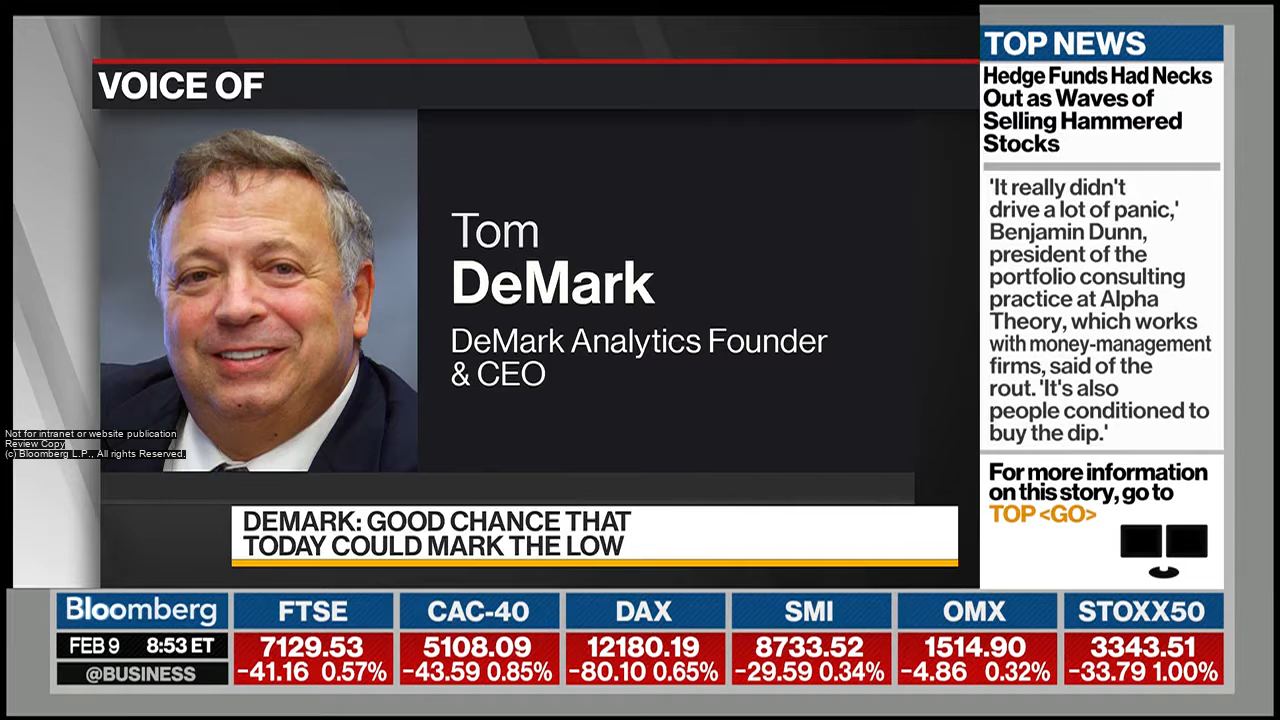 VOICE OF
Tom
DeMark
DeMark Analytics Founder
& CEO
Not for intranet or website publication
Review Copy
(c) Bloomberg L.P., All rights Reserved.
DEMARK: GOOD CHANCE THAT
TODAY COULD MARK THE LOW
TOP NEWS
Hedge Funds Had Necks
Out as Waves of
Selling Hammered
Stocks
'It really didn't
drive a lot of panic,'
Benjamin Dunn,
president of the
portfolio consulting
practice at Alpha
Theory, which works
with money-management
firms, said of the
rout. 'It's also
people conditioned to
buy the dip.'
For more information
on this story, go to
TOP <GO>
Bloomberg FTSE CAC-40 DAX SMI OMX STOXX50
FEB 9 8:53 ET 7129.53 5108.09 12180.19 8733.52 1514.90 3343.51
@BUSINESS -41.16 0.57% -43.59 0.85% -80.10 0.65% -29.59 0.34% -4.86 0.32% -33.79 1.00%